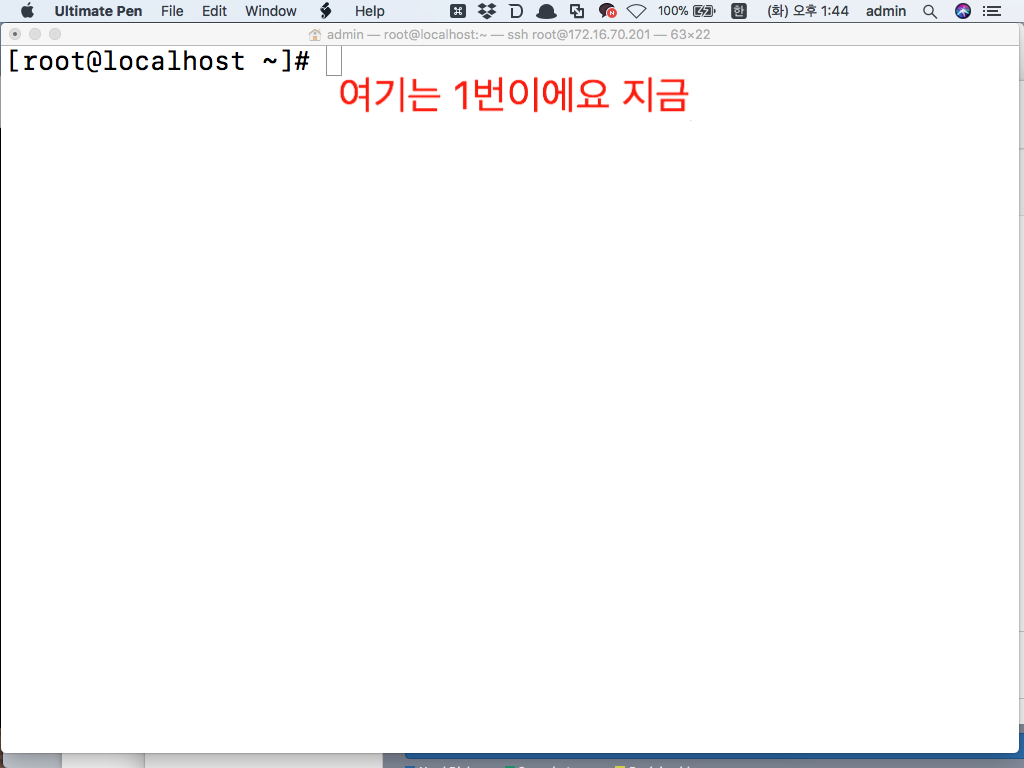 Ultimate Pen File Edit Window Help 100% 한 (화) 오후 1:44 admin
admin — root@localhost:~ — ssh root@172.16.70.201 — 63×22
[root@localhost ~]#
여기는 1번이에요 지금